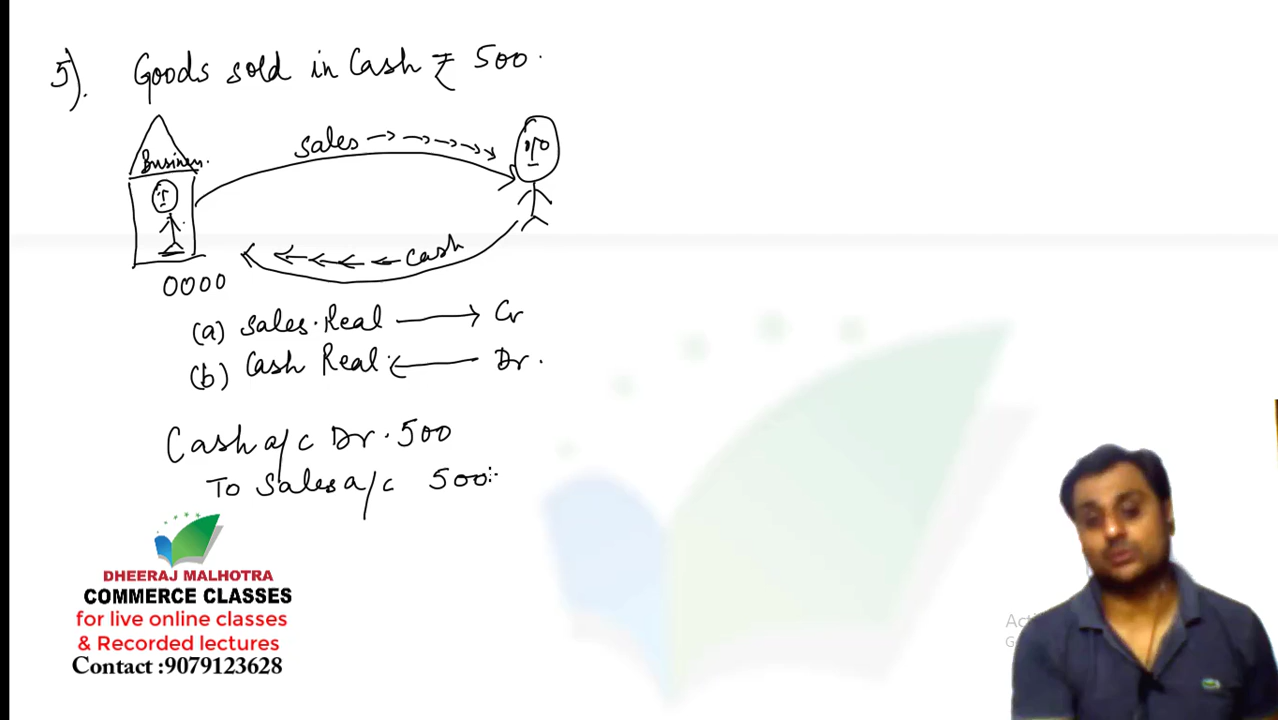 5). Goods sold in Cash ₹ 500.
Sales
Business.
Cash
0000
(a) Sales. Real Cr
(b) Cash Real Dr.
Cash a/c Dr. 500
To Sales a/c 500
DHEERAJ MALHOTRA
COMMERCE CLASSES
for live online classes
& Recorded lectures
Contact :9079123628